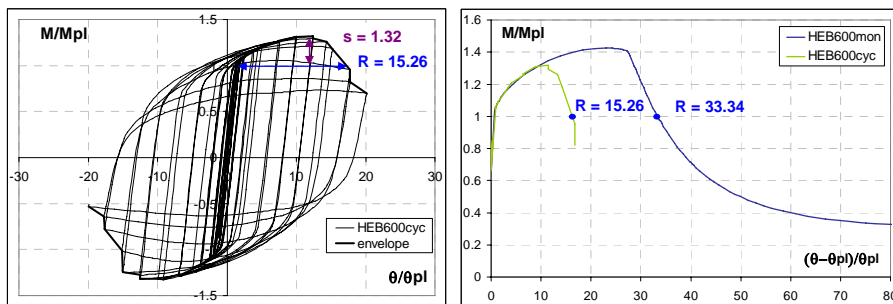 M/Mpl
1.5
s = 1.32
R = 15.26
0.5
0
-30
-20
-10
0
10
20
30
-0.5
-1.5
HEB600cyc
envelope
θ/θpl
M/Mpl
1.6
1.4
1.2
1
0.8
0.6
0.4
0.2
0
HEB600mon
HEB600cyc
R = 15.26
R = 33.34
(θ-θpl)/θpl
0
10
20
30
40
50
60
70
80